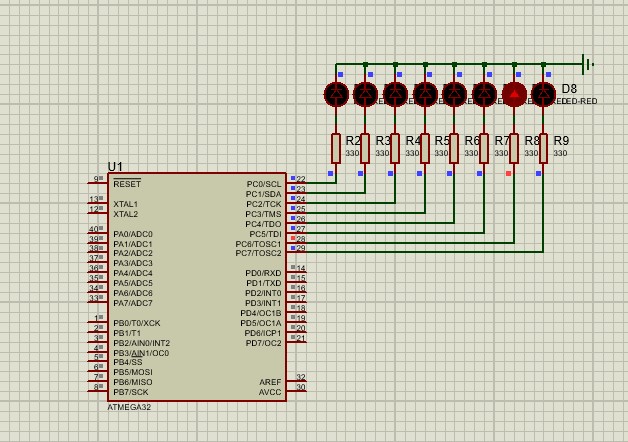 D8
DED-RED
R2 R3 R4 R5 R6 R7 R8 R9
330 330 330 330 330 330 330 330
U1
9 RESET PC0/SCL 22
PC1/SDA 23
13 XTAL1 PC2/TCK 24
12 XTAL2 PC3/TMS 25
PC4/TDO 26
40 PA0/ADC0 PC5/TDI 27
39 PA1/ADC1 PC6/TOSC1 28
38 PA2/ADC2 PC7/TOSC2 29
37 PA3/ADC3
36 PA4/ADC4 PD0/RXD 14
35 PA5/ADC5 PD1/TXD 15
34 PA6/ADC6 PD2/INT0 16
33 PA7/ADC7 PD3/INT1 17
PD4/OC1B 18
1 PB0/T0/XCK PD5/OC1A 19
2 PB1/T1 PD6/ICP1 20
3 PB2/AIN0/INT2 PD7/OC2 21
4 PB3/AIN1/OC0
5 PB4/SS
6 PB5/MOSI
7 PB6/MISO AREF 32
8 PB7/SCK AVCC 30
ATMEGA32